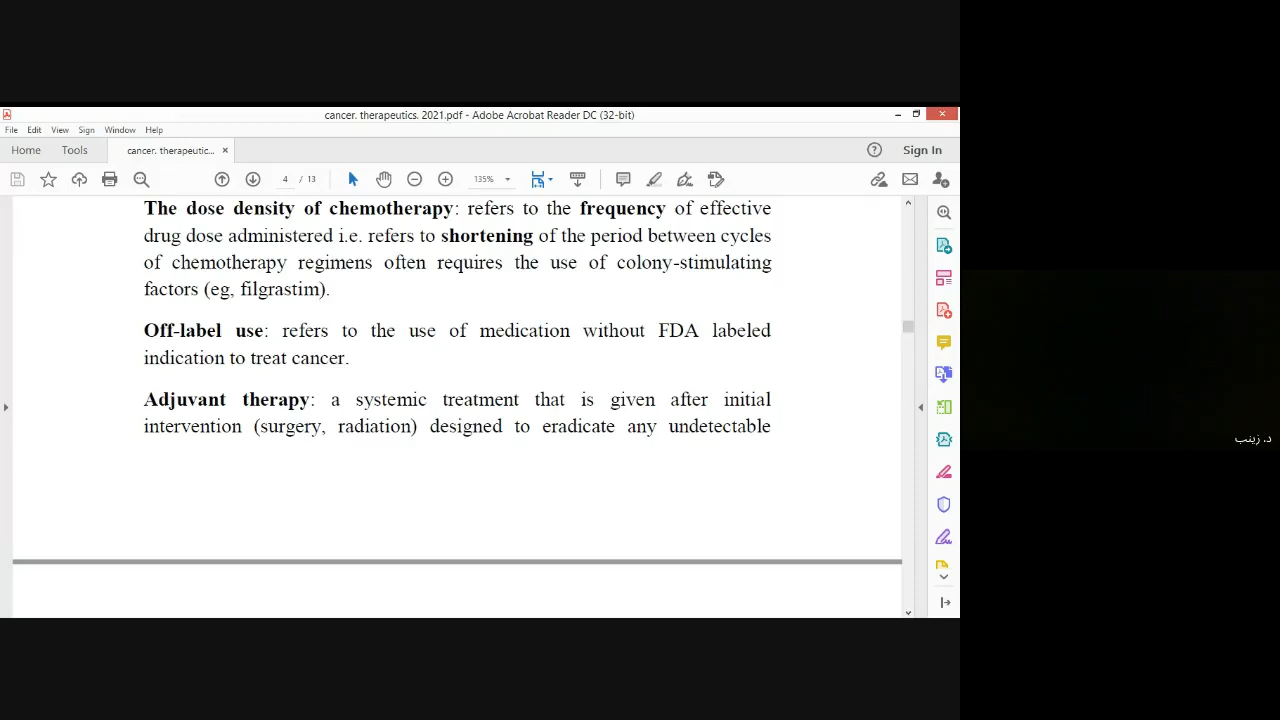 cancer. therapeutics. 2021.pdf - Adobe Acrobat Reader DC (32-bit)
File Edit View Sign Window Help
Home Tools cancer. therapeutic... × Sign In
4 / 13 135%
The dose density of chemotherapy: refers to the frequency of effective
drug dose administered i.e. refers to shortening of the period between cycles
of chemotherapy regimens often requires the use of colony-stimulating
factors (eg, filgrastim).
Off-label use: refers to the use of medication without FDA labeled
indication to treat cancer.
Adjuvant therapy: a systemic treatment that is given after initial
intervention (surgery, radiation) designed to eradicate any undetectable
د. زينب